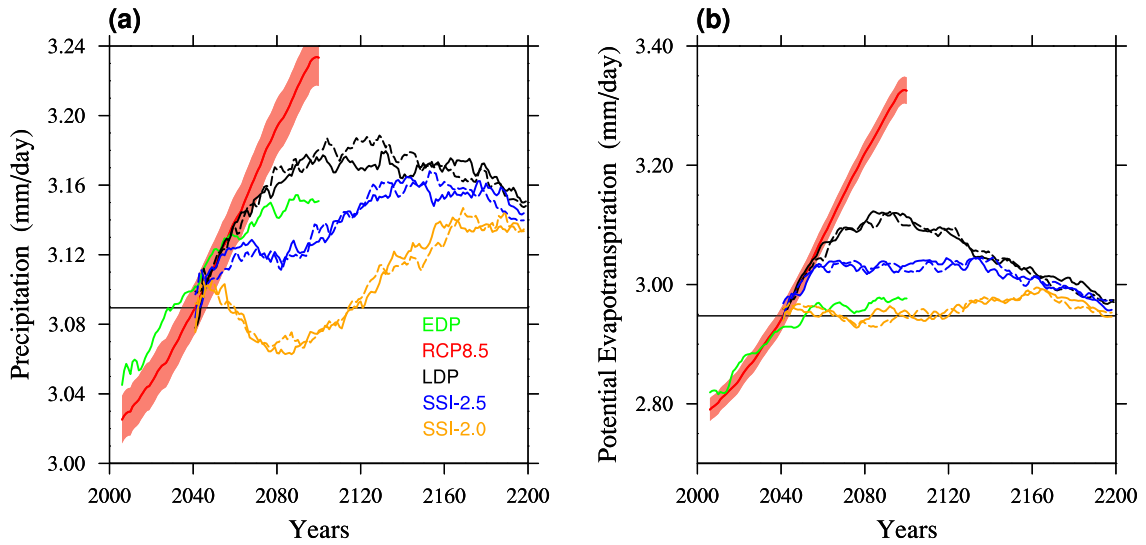 (a)
Precipitation (mm/day)
3.24
3.20
3.16
3.12
3.08
3.04
3.00
2000 2040 2080 2120 2160 2200
Years
EDP
RCP8.5
LDP
SSI-2.5
SSI-2.0
(b)
Potential Evapotranspiration (mm/day)
3.40
3.20
3.00
2.80
2000 2040 2080 2120 2160 2200
Years